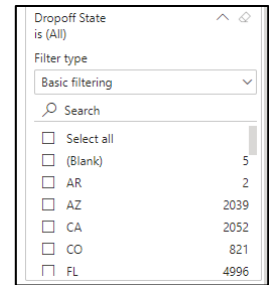 Dropoff State
is (All)
Filter type
Basic filtering
Search
Select all
(Blank) 5
AR 2
AZ 2039
CA 2052
CO 821
FL 4996